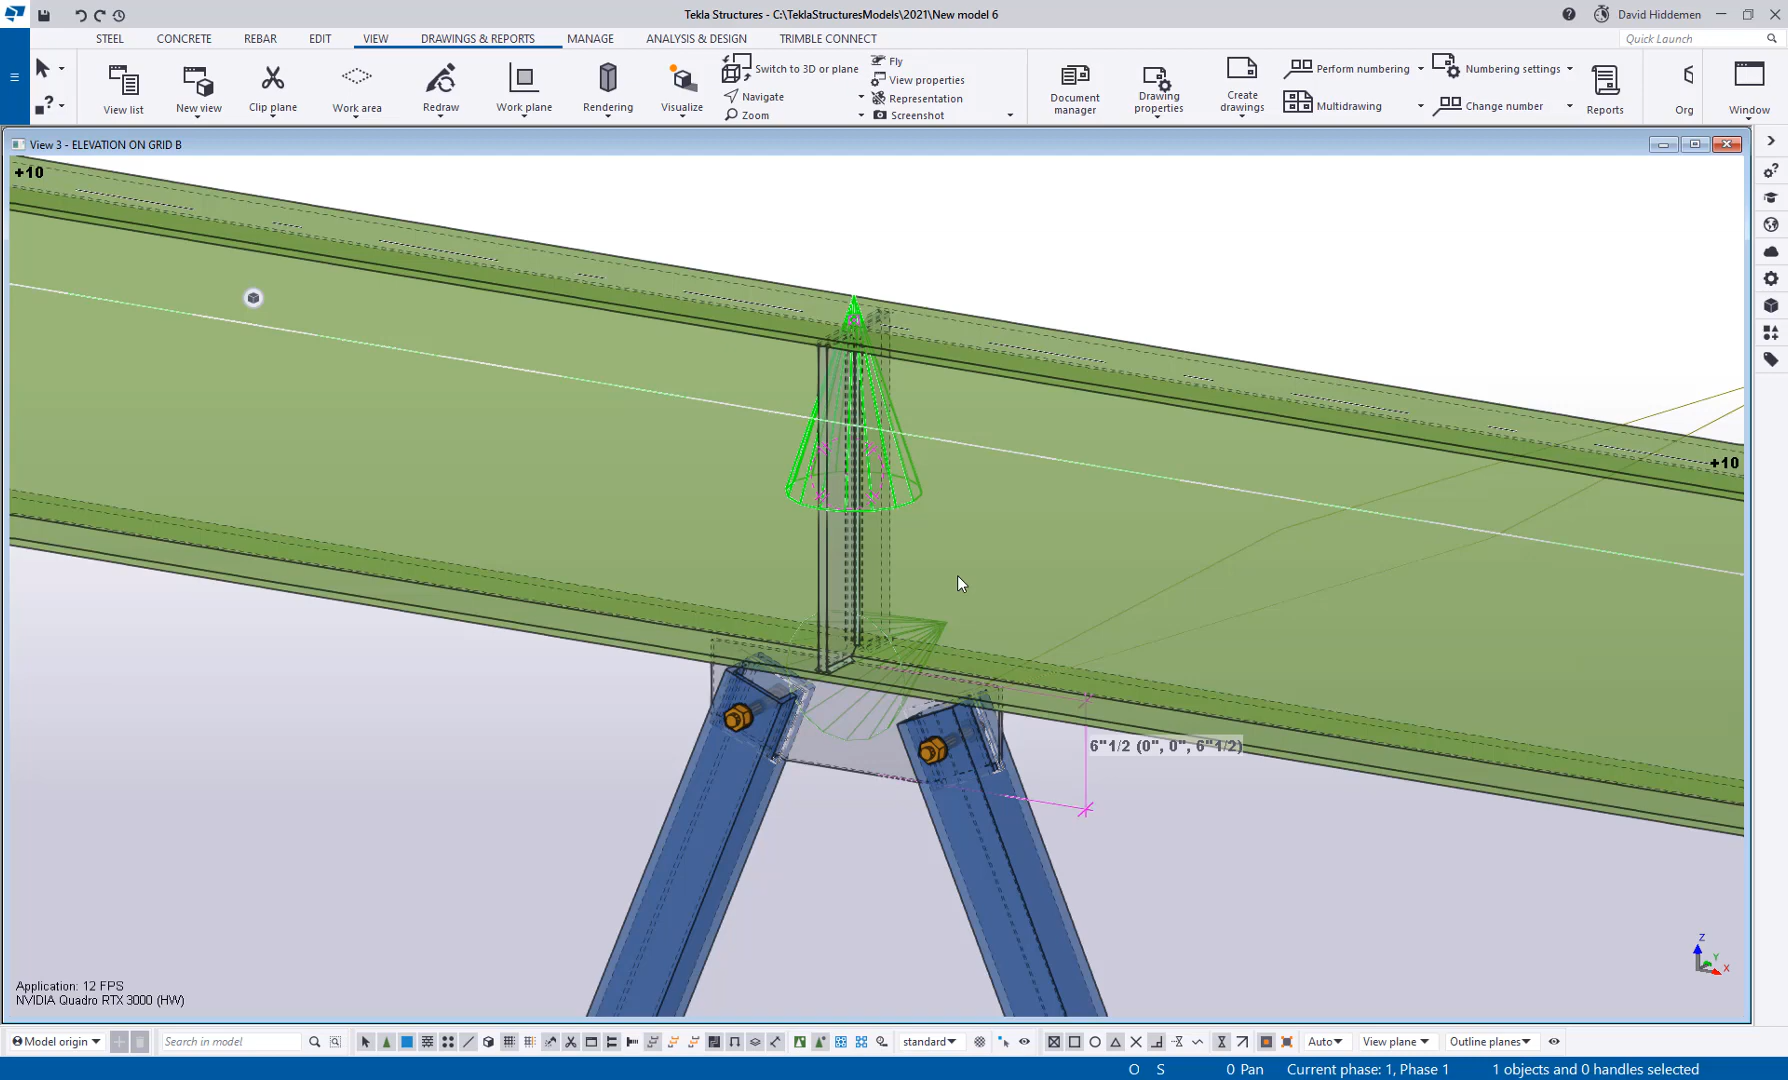 Tekla Structures - C:\TeklaStructuresModels\2021\New model 6
David Hiddemen
STEEL
CONCRETE
REBAR
EDIT
VIEW
DRAWINGS & REPORTS
MANAGE
ANALYSIS & DESIGN
TRIMBLE CONNECT
Quick Launch
View list
New view
Clip plane
Work area
Redraw
Work plane
Rendering
Visualize
Switch to 3D or plane
Navigate
Zoom
Fly
View properties
Representation
Screenshot
Document manager
Drawing properties
Create drawings
Perform numbering
Multidrawing
Numbering settings
Change number
Reports
Org
Window
View 3 - ELEVATION ON GRID B
+10
+10
6"1/2 (0", 0", 6"1/2)
Z
Y
X
Application: 12 FPS
NVIDIA Quadro RTX 3000 (HW)
Model origin
Search in model
standard
Auto
View plane
Outline planes
O
S
0 Pan
Current phase: 1, Phase 1
1 objects and 0 handles selected